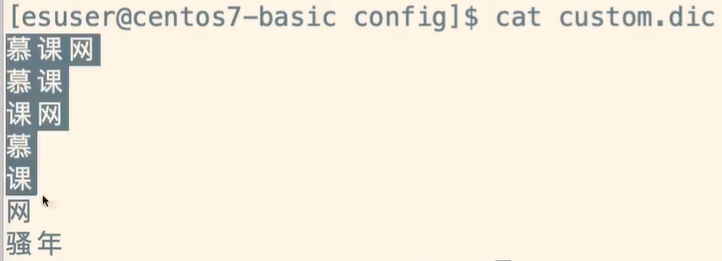 [esuser@centos7-basic config]$ cat custom.dic
慕课网
慕课
课网
慕
课
网
骚年